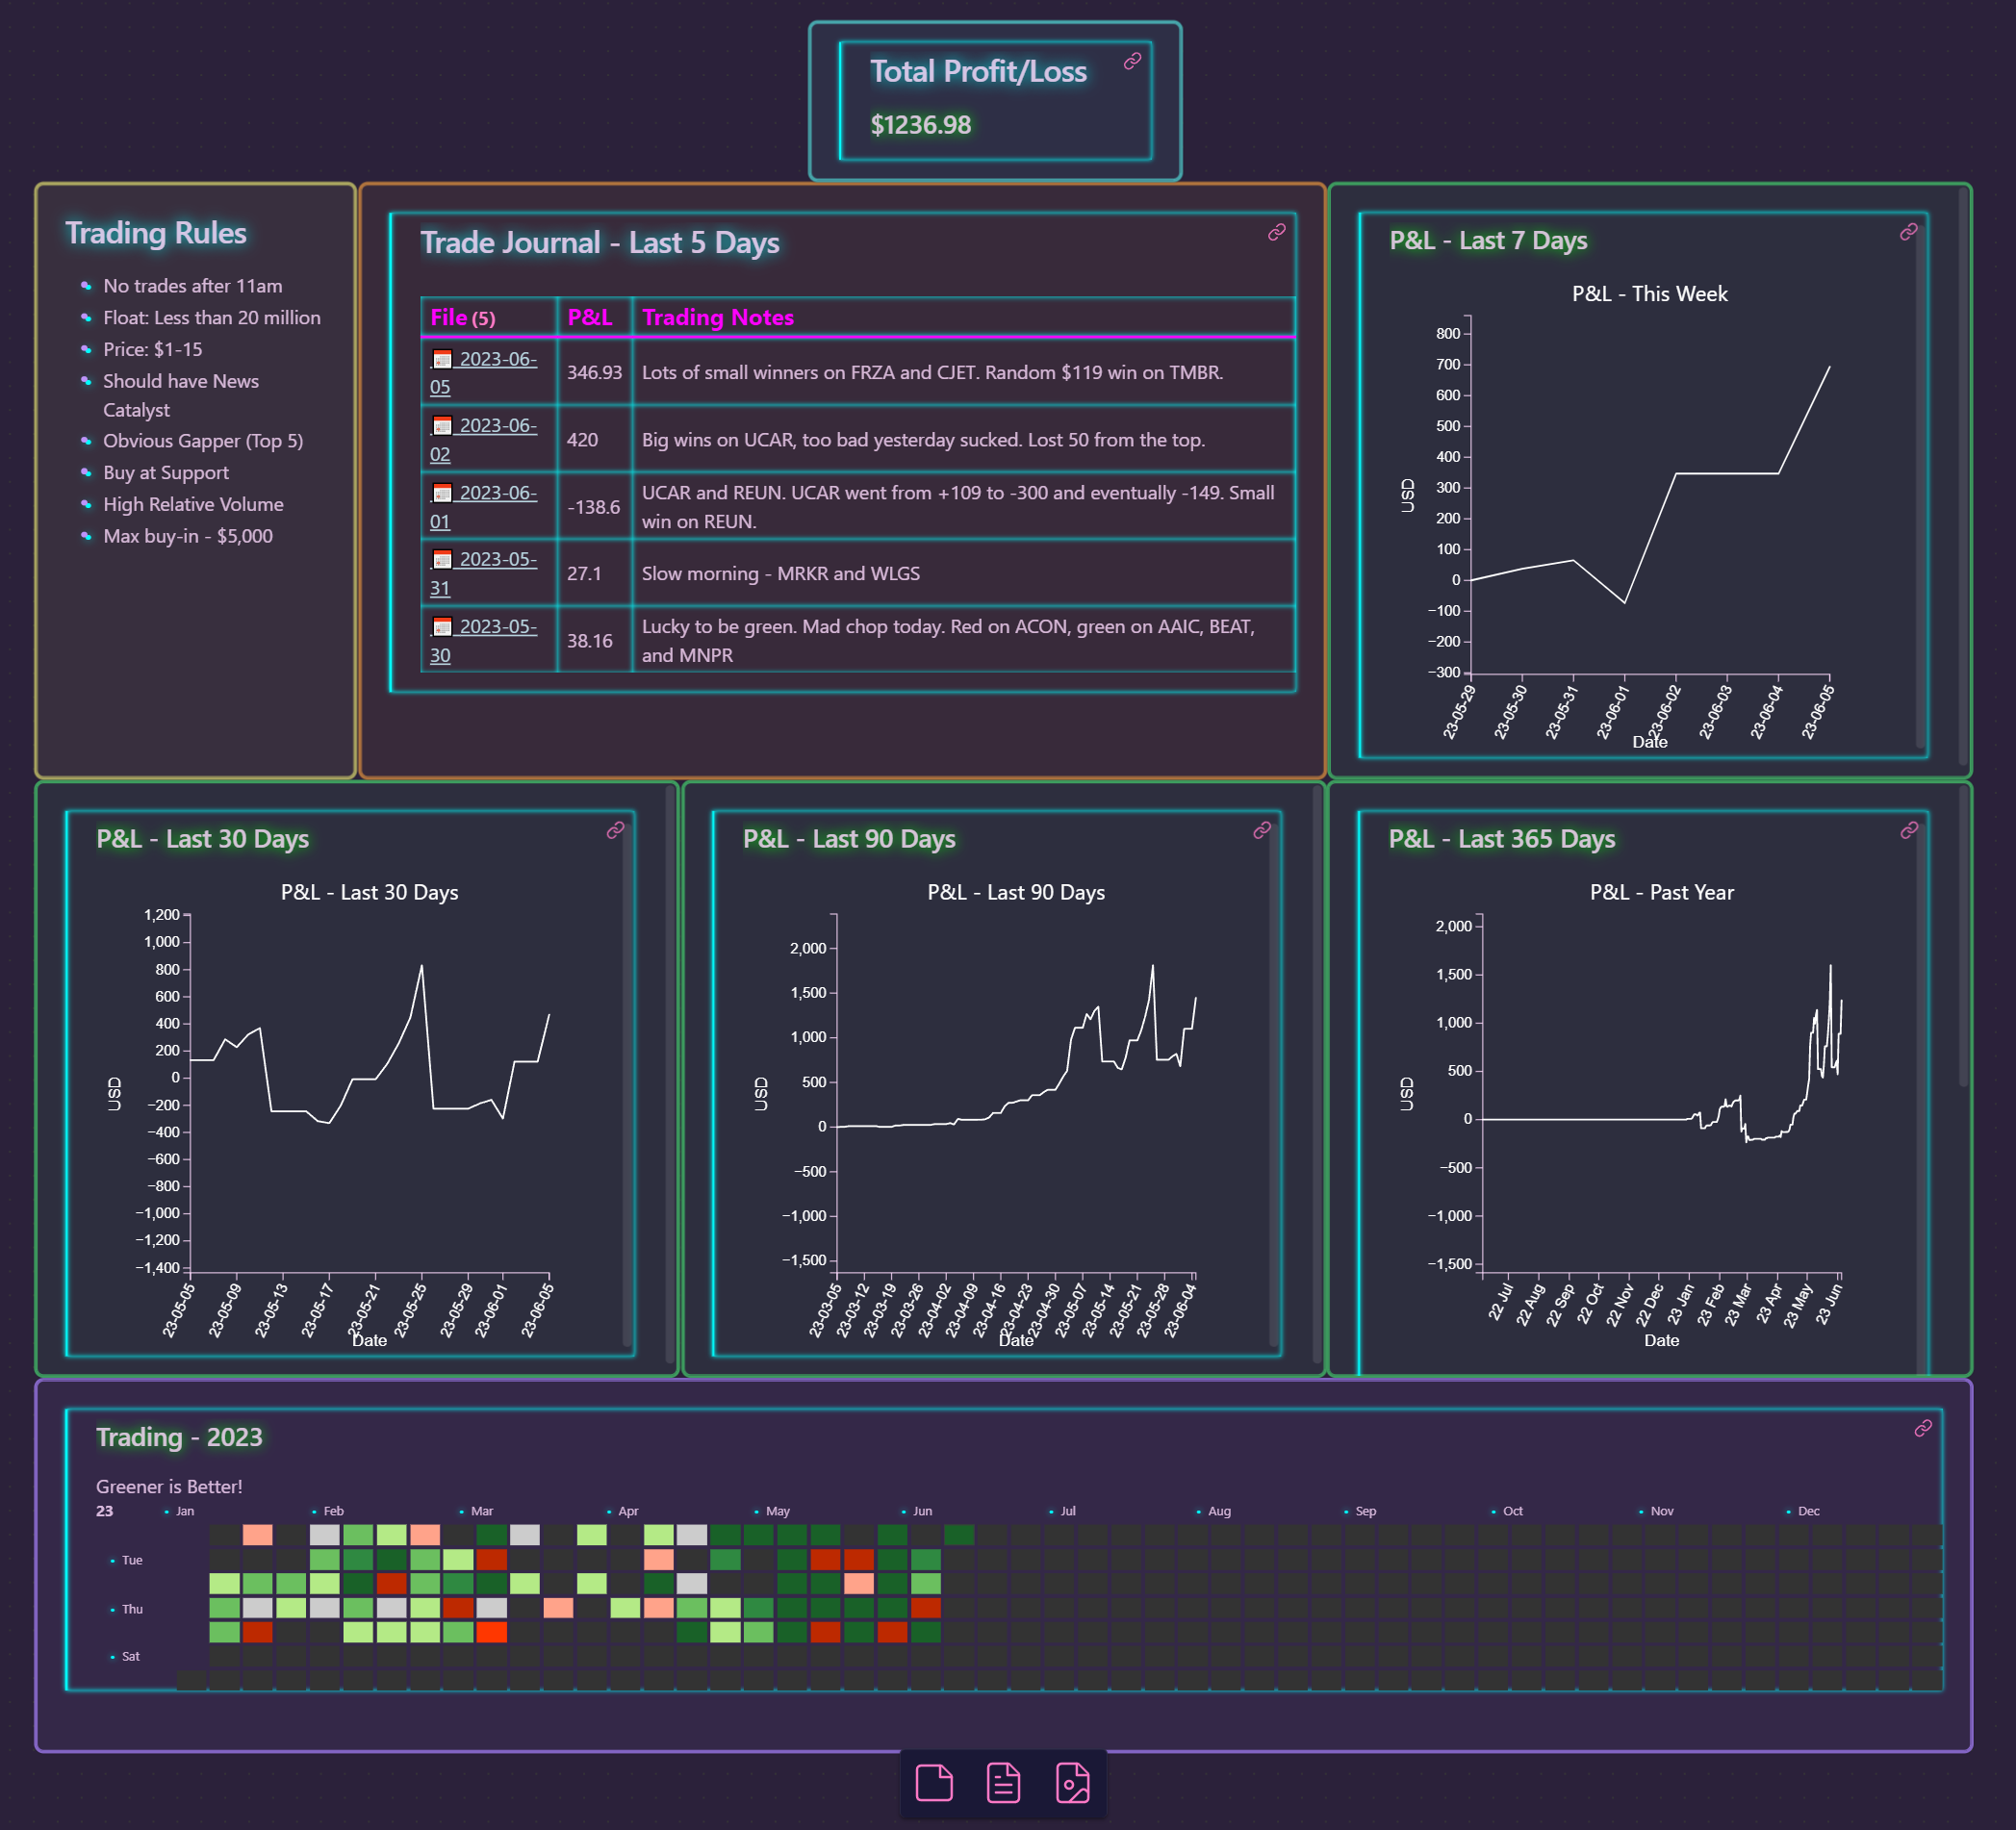 Total Profit/Loss
$1236.98
Trading Rules
No trades after 11am
Float: Less than 20 million
Price: $1-15
Should have News
Catalyst
Obvious Gapper (Top 5)
Buy at Support
High Relative Volume
Max buy-in - $5,000
Trade Journal - Last 5 Days
File (5) P&L Trading Notes
2023-06-
05
346.93
Lots of small winners on FRZA and CJET. Random $119 win on TMBR.
2023-06-
02
420
Big wins on UCAR, too bad yesterday sucked. Lost 50 from the top.
2023-06-
01
-138.6
UCAR and REUN. UCAR went from +109 to -300 and eventually -149. Small
win on REUN.
2023-05-
31
27.1
Slow morning - MRKR and WLGS
2023-05-
30
38.16
Lucky to be green. Mad chop today. Red on ACON, green on AAIC, BEAT,
and MNPR
P&L - Last 7 Days
P&L - This Week
800
700
600
500
400
300
200
100
0
−100
−200
−300
USD
23-05-29
23-05-30
23-05-31
23-06-01
23-06-02
23-06-03
23-06-04
23-06-05
Date
P&L - Last 30 Days
P&L - Last 30 Days
1,200
1,000
800
600
400
200
0
−200
−400
−600
−800
−1,000
−1,200
−1,400
USD
23-05-05
23-05-09
23-05-13
23-05-17
23-05-21
23-05-25
23-05-29
23-06-01
23-06-05
Date
P&L - Last 90 Days
P&L - Last 90 Days
2,000
1,500
1,000
500
0
−500
−1,000
−1,500
USD
23-03-05
23-03-12
23-03-19
23-03-26
23-04-02
23-04-09
23-04-16
23-04-23
23-04-30
23-05-07
23-05-14
23-05-21
23-05-28
23-06-04
Date
P&L - Last 365 Days
P&L - Past Year
2,000
1,500
1,000
500
0
−500
−1,000
−1,500
USD
22 Jul
22 Aug
22 Sep
22 Oct
22 Nov
22 Dec
23 Jan
23 Feb
23 Mar
23 Apr
23 May
23 Jun
Date
Trading - 2023
Greener is Better!
23 Jan Feb Mar Apr May Jun Jul Aug Sep Oct Nov Dec
Tue
Thu
Sat